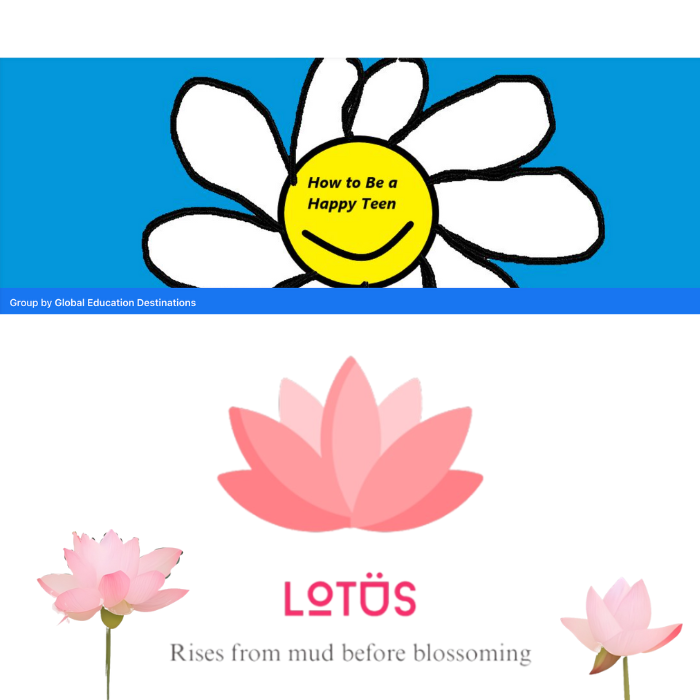 How to Be a
Happy Teen
Group by Global Education Destinations
LOTÜS
Rises from mud before blossoming